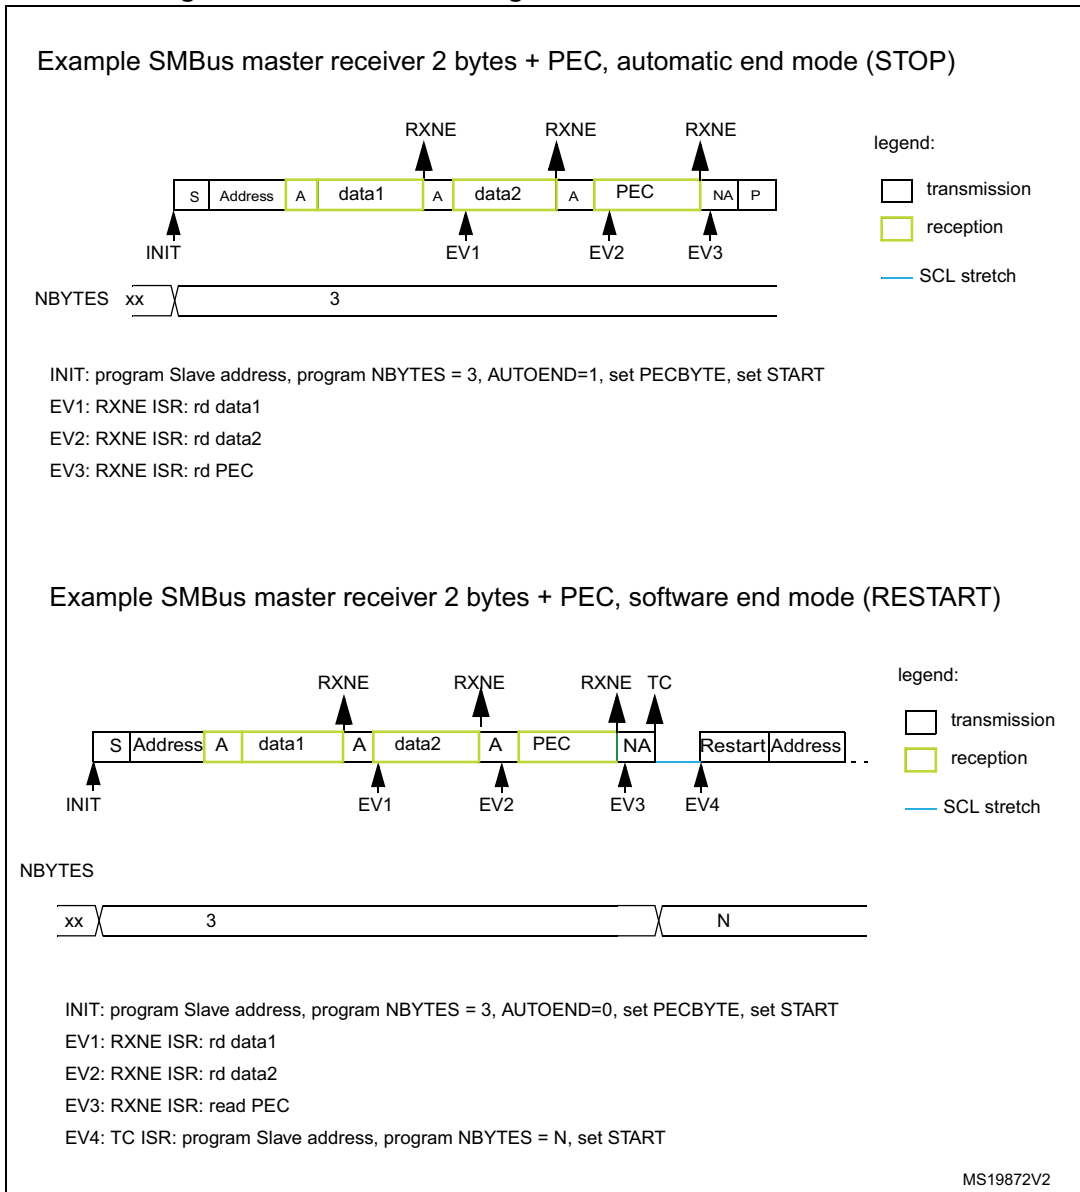 Example SMBus master receiver 2 bytes + PEC, automatic end mode (STOP)
RXNE RXNE RXNE
legend:
S Address A data1 A data2 A PEC NA P
transmission
reception
INIT EV1 EV2 EV3
SCL stretch
NBYTES xx 3
INIT: program Slave address, program NBYTES = 3, AUTOEND=1, set PECBYTE, set START
EV1: RXNE ISR: rd data1
EV2: RXNE ISR: rd data2
EV3: RXNE ISR: rd PEC
Example SMBus master receiver 2 bytes + PEC, software end mode (RESTART)
RXNE RXNE RXNE TC
legend:
transmission
S Address A data1 A data2 A PEC NA Restart Address
reception
INIT EV1 EV2 EV3 EV4
SCL stretch
NBYTES
xx 3 N
INIT: program Slave address, program NBYTES = 3, AUTOEND=0, set PECBYTE, set START
EV1: RXNE ISR: rd data1
EV2: RXNE ISR: rd data2
EV3: RXNE ISR: read PEC
EV4: TC ISR: program Slave address, program NBYTES = N, set START
MS19872V2